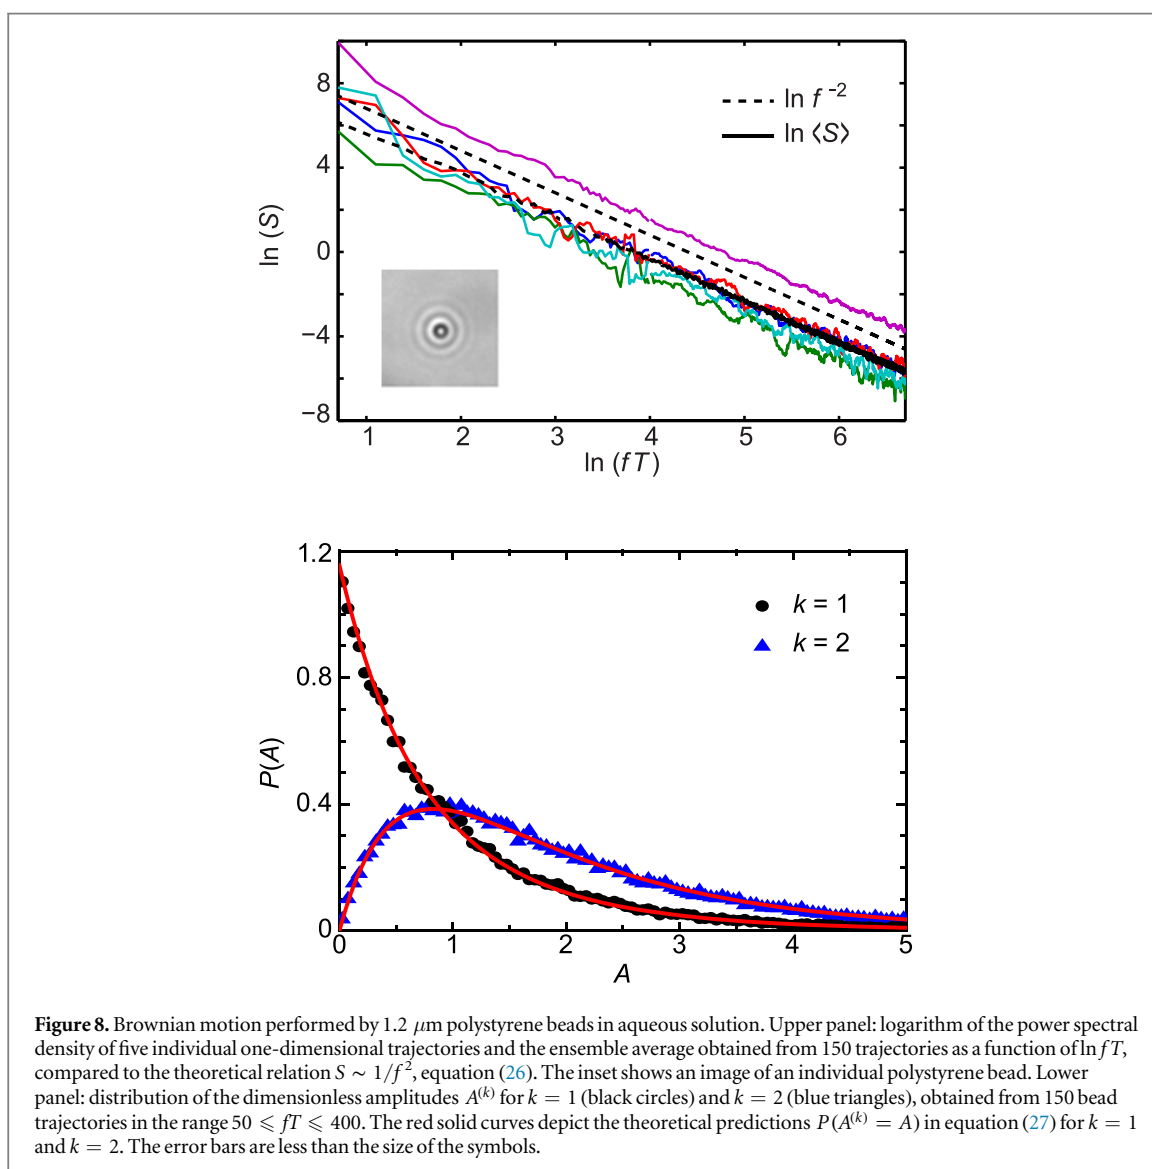 8
4
0
−4
−8
ln (S)
ln f −2
ln ⟨S⟩
1 2 3 4 5 6
ln (fT)
1.2
0.8
0.4
0
P(A)
k = 1
k = 2
0 1 2 3 4 5
A
Figure 8. Brownian motion performed by 1.2 μm polystyrene beads in aqueous solution. Upper panel: logarithm of the power spectral
density of five individual one-dimensional trajectories and the ensemble average obtained from 150 trajectories as a function of ln f T,
compared to the theoretical relation S ∼ 1/f 2, equation (26). The inset shows an image of an individual polystyrene bead. Lower
panel: distribution of the dimensionless amplitudes A(k) for k = 1 (black circles) and k = 2 (blue triangles), obtained from 150 bead
trajectories in the range 50 ⩽ fT ⩽ 400. The red solid curves depict the theoretical predictions P(A(k) = A) in equation (27) for k = 1
and k = 2. The error bars are less than the size of the symbols.